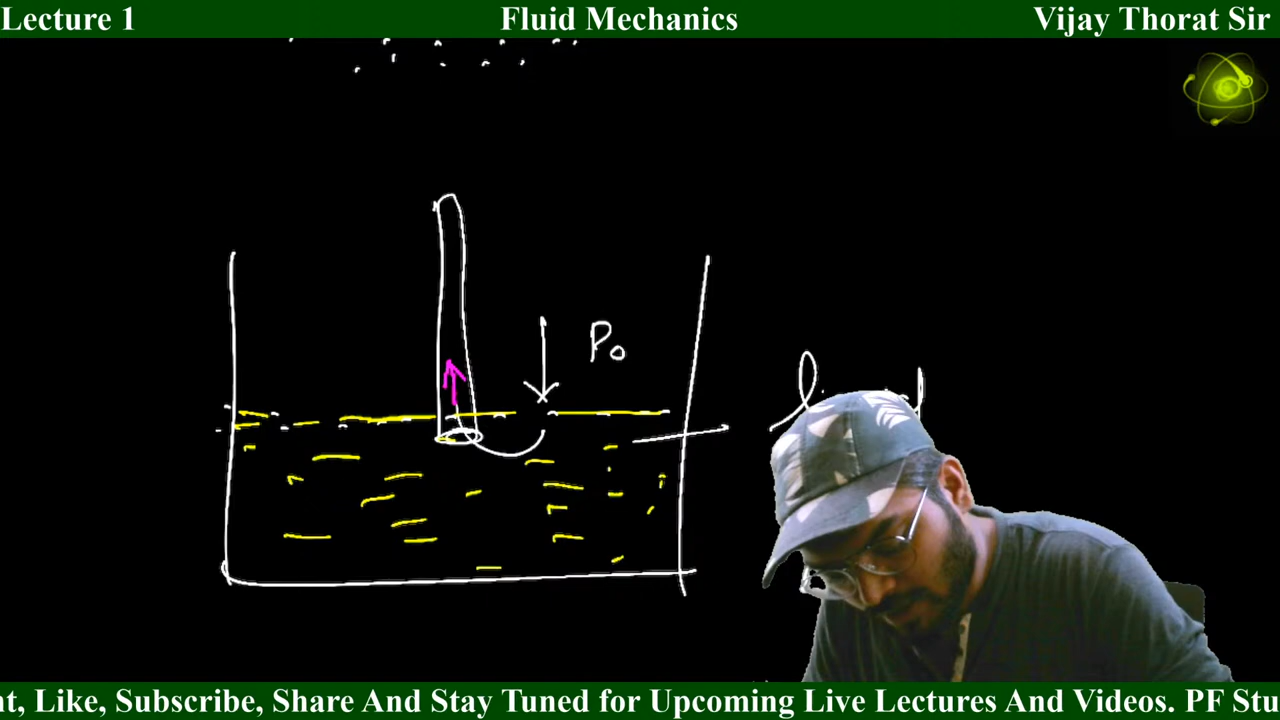 Lecture 1
Fluid Mechanics
Vijay Thorat Sir
P₀
nt, Like, Subscribe, Share And Stay Tuned for Upcoming Live Lectures And Videos. PF Stu